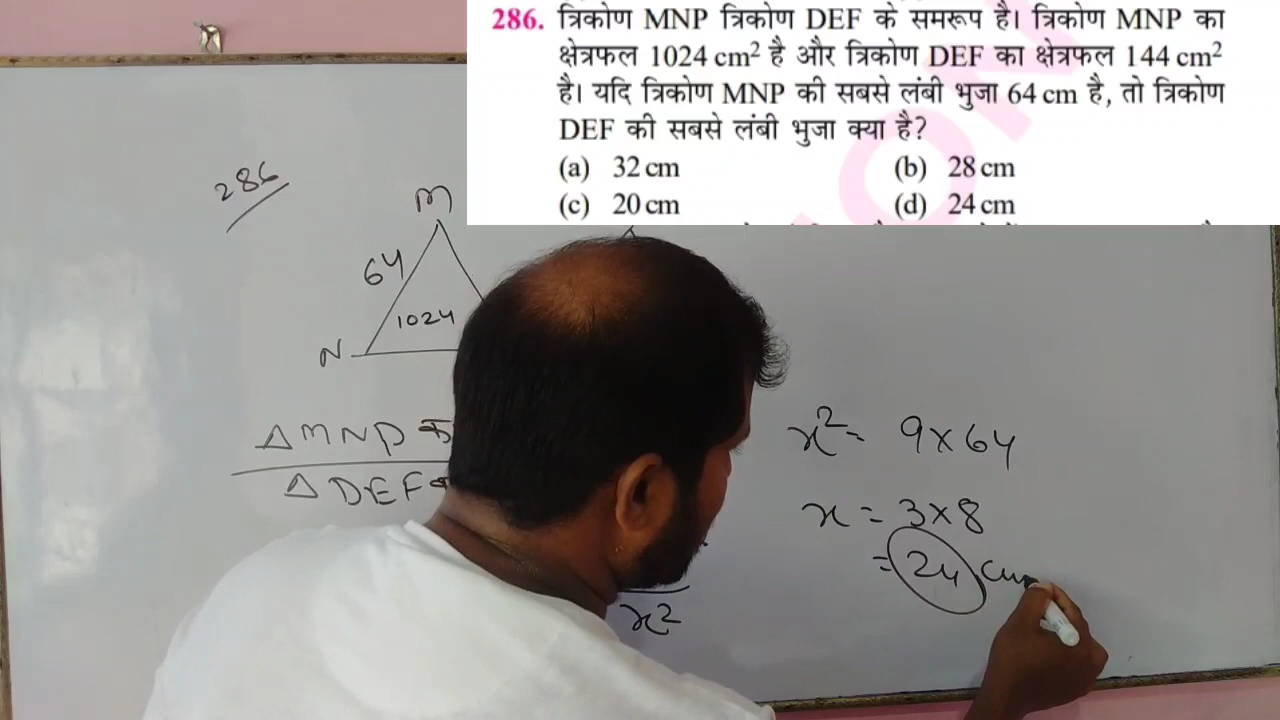 286. त्रिकोण MNP त्रिकोण DEF के समरूप है। त्रिकोण MNP का
क्षेत्रफल 1024 cm² है और त्रिकोण DEF का क्षेत्रफल 144 cm²
है। यदि त्रिकोण MNP की सबसे लंबी भुजा 64 cm है, तो त्रिकोण
DEF की सबसे लंबी भुजा क्या है?
(a) 32 cm (b) 28 cm
(c) 20 cm (d) 24 cm
286
M
64
1024
N
△MNP
△DEF
x²
x² = 9×64
x = 3×8
= 24 cm